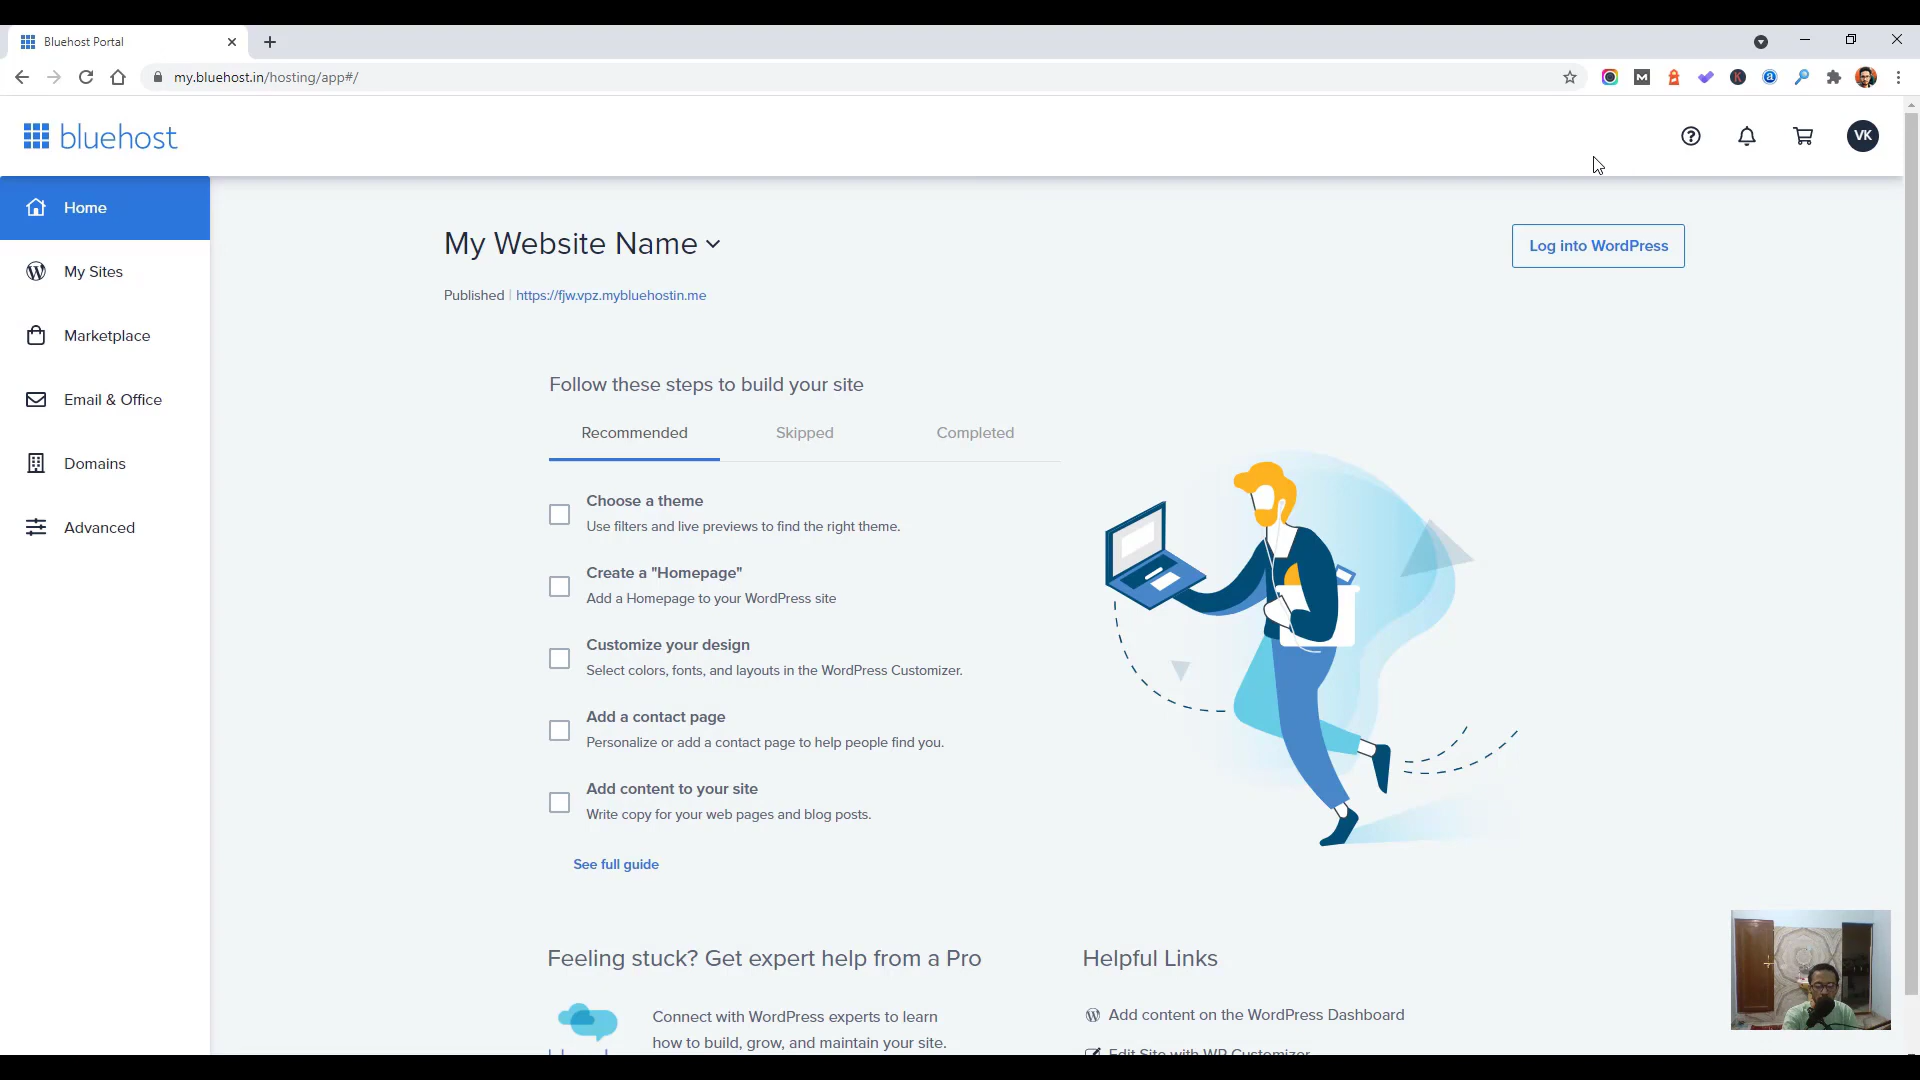 Bluehost Portal
my.bluehost.in/hosting/app#/
bluehost
VK
Home
My Sites
Marketplace
Email & Office
Domains
Advanced
My Website Name
Log into WordPress
Published | https://fjw.vpz.mybluehostin.me
Follow these steps to build your site
Recommended Skipped Completed
Choose a theme
Use filters and live previews to find the right theme.
Create a "Homepage"
Add a Homepage to your WordPress site
Customize your design
Select colors, fonts, and layouts in the WordPress Customizer.
Add a contact page
Personalize or add a contact page to help people find you.
Add content to your site
Write copy for your web pages and blog posts.
See full guide
Feeling stuck? Get expert help from a Pro
Connect with WordPress experts to learn
how to build, grow, and maintain your site.
Helpful Links
Add content on the WordPress Dashboard
Edit Site with WP Customizer